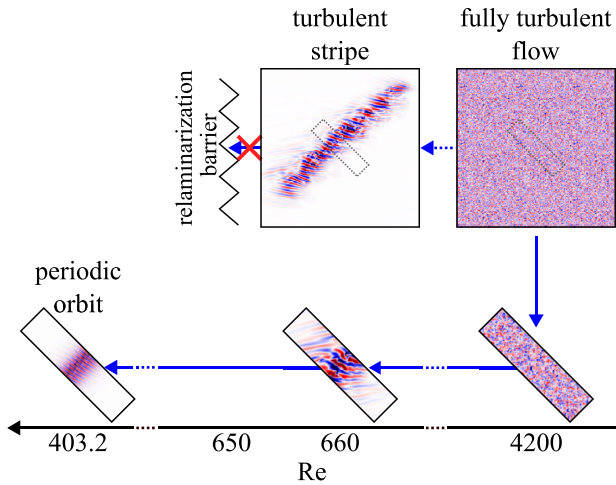 turbulent
stripe
fully turbulent
flow
relaminarization
barrier
periodic
orbit
403.2
650
660
4200
Re